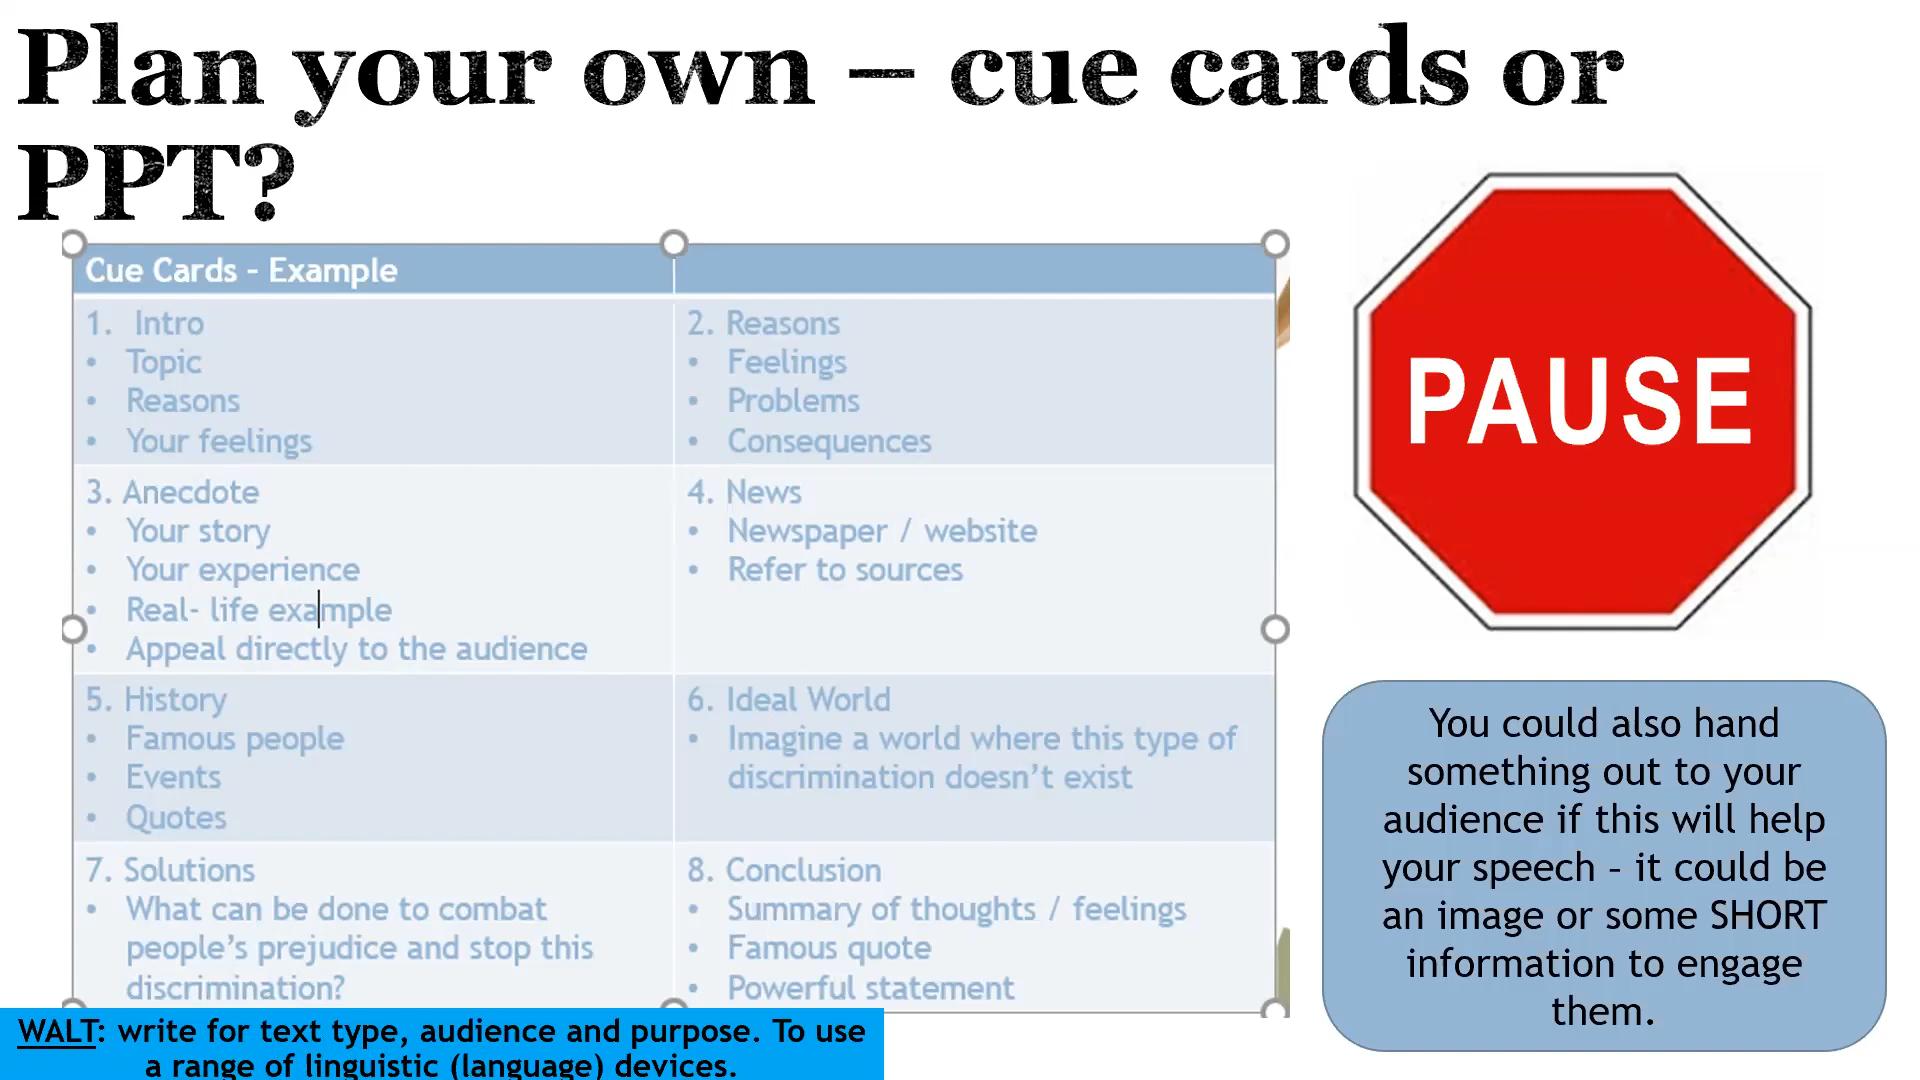 Plan your own – cue cards or
PPT?
Cue Cards – Example
1. Intro
• Topic
• Reasons
• Your feelings
2. Reasons
• Feelings
• Problems
• Consequences
3. Anecdote
• Your story
• Your experience
• Real- life example
• Appeal directly to the audience
4. News
• Newspaper / website
• Refer to sources
5. History
• Famous people
• Events
• Quotes
6. Ideal World
• Imagine a world where this type of
discrimination doesn't exist
7. Solutions
• What can be done to combat
people's prejudice and stop this
discrimination?
8. Conclusion
• Summary of thoughts / feelings
• Famous quote
• Powerful statement
PAUSE
You could also hand
something out to your
audience if this will help
your speech – it could be
an image or some SHORT
information to engage
them.
WALT: write for text type, audience and purpose. To use
a range of linguistic (language) devices.